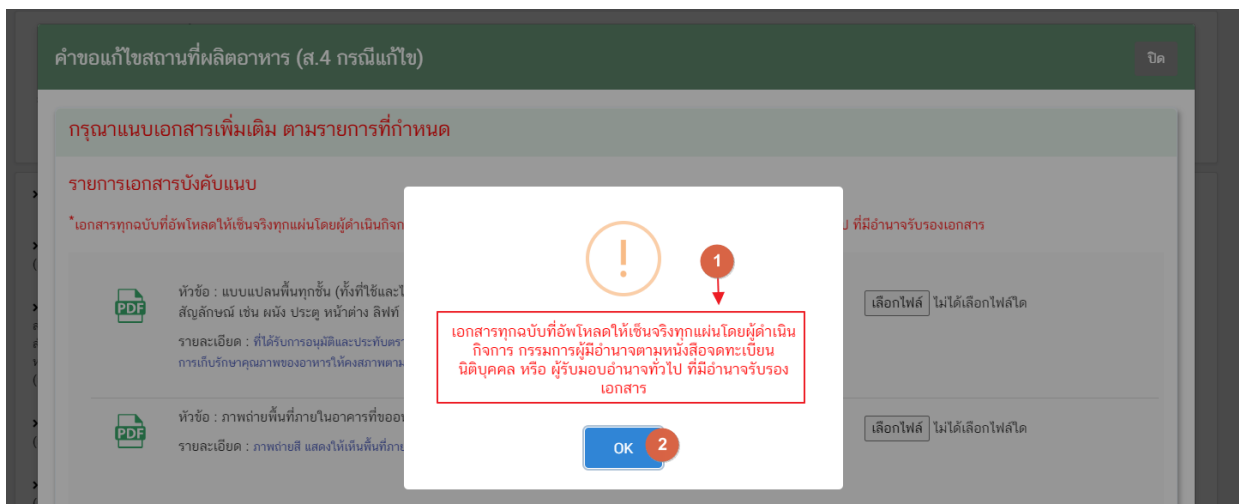 คำขอแก้ไขสถานที่ผลิตอาหาร (ส.4 กรณีแก้ไข)
ปิด
กรุณาแนบเอกสารเพิ่มเติม ตามรายการที่กำหนด
รายการเอกสารบังคับแนบ
*เอกสารทุกฉบับที่อัพโหลดให้เซ็นจริงทุกแผ่นโดยผู้ดำเนินกิจก
ที่มีอำนาจรับรองเอกสาร
หัวข้อ : แบบแปลนพื้นทุกชั้น (ทั้งที่ใช้และไ
สัญลักษณ์ เช่น ผนัง ประตู หน้าต่าง ลิฟท์
รายละเอียด : ที่ได้รับการอนุมัติและประทับตรา
การเก็บรักษาคุณภาพของอาหารให้คงสภาพตาม
PDF
เลือกไฟล์ ไม่ได้เลือกไฟล์ใด
หัวข้อ : ภาพถ่ายพื้นที่ภายในอาคารที่ขออน
รายละเอียด : ภาพถ่ายสี แสดงให้เห็นพื้นที่ภาย
PDF
เลือกไฟล์ ไม่ได้เลือกไฟล์ใด
!
1
เอกสารทุกฉบับที่อัพโหลดให้เซ็นจริงทุกแผ่นโดยผู้ดำเนิน
กิจการ กรรมการผู้มีอำนาจตามหนังสือจดทะเบียน
นิติบุคคล หรือ ผู้รับมอบอำนาจทั่วไป ที่มีอำนาจรับรอง
เอกสาร
OK 2